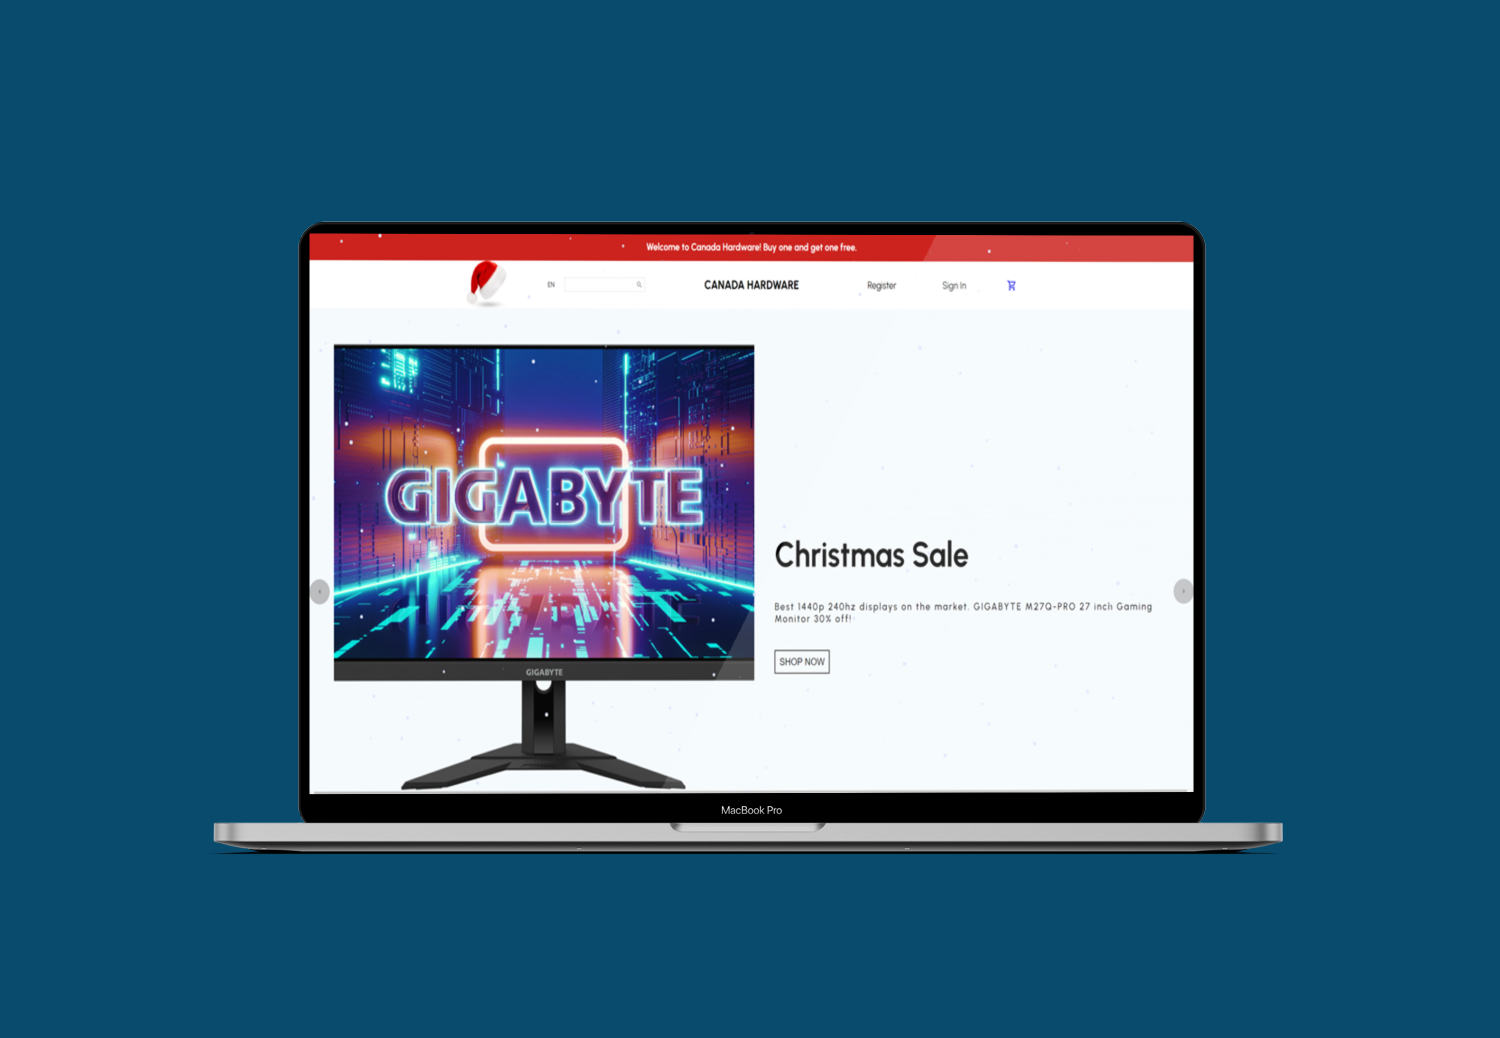 Welcome to Canada Hardware! Buy one and get one free.
EN
CANADA HARDWARE
Register
Sign In
GIGABYTE
GIGABYTE
Christmas Sale
Best 1440p 240hz displays on the market. GIGABYTE M27Q-PRO 27 inch Gaming
Monitor 30% off!
SHOP NOW
MacBook Pro